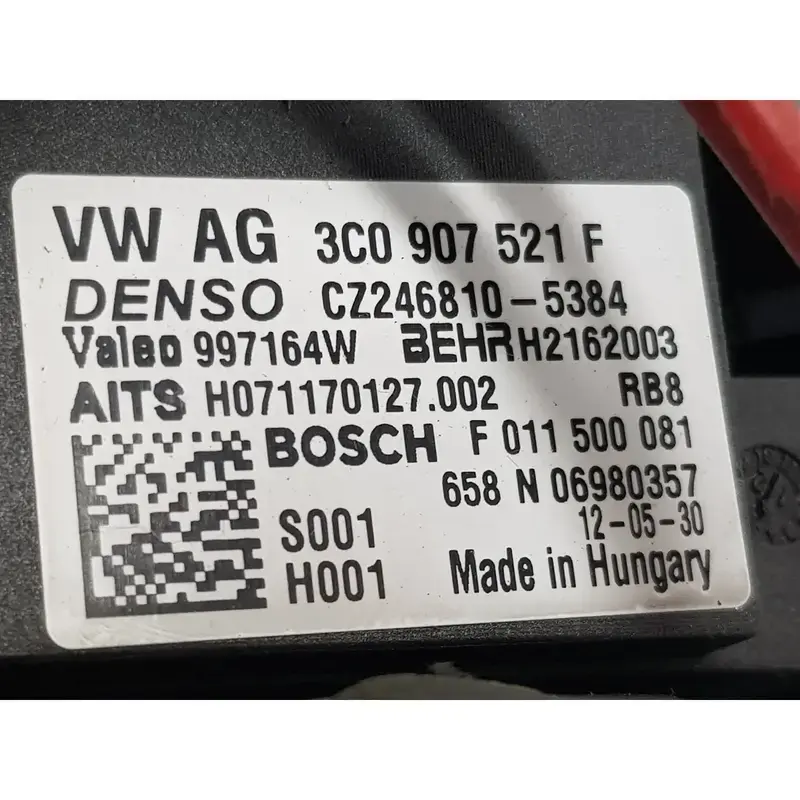 VW AG 3C0 907 521 F
DENSO CZ246810-5384
Valeo 997164W BEHR H2162003
AITS H071170127.002 RB8
BOSCH F 011 500 081
658 N 06980357
S001 12-05-30
H001 Made in Hungary